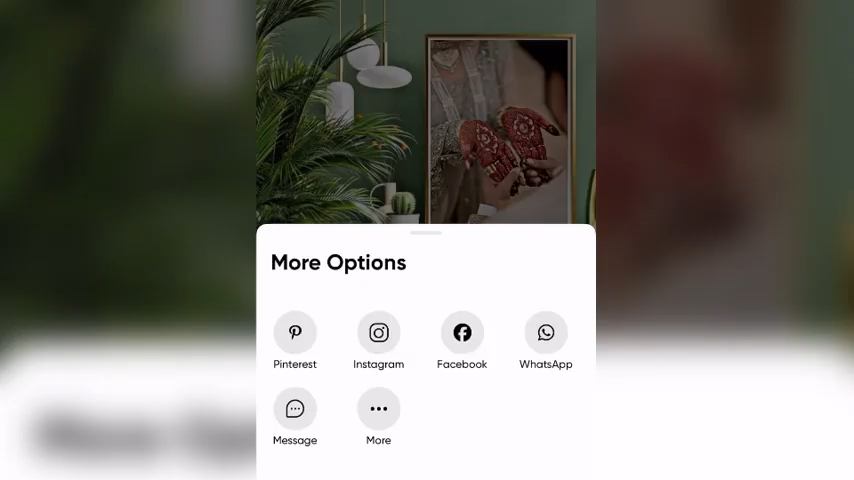 More Options
Pinterest
Instagram
Facebook
WhatsApp
Message
More